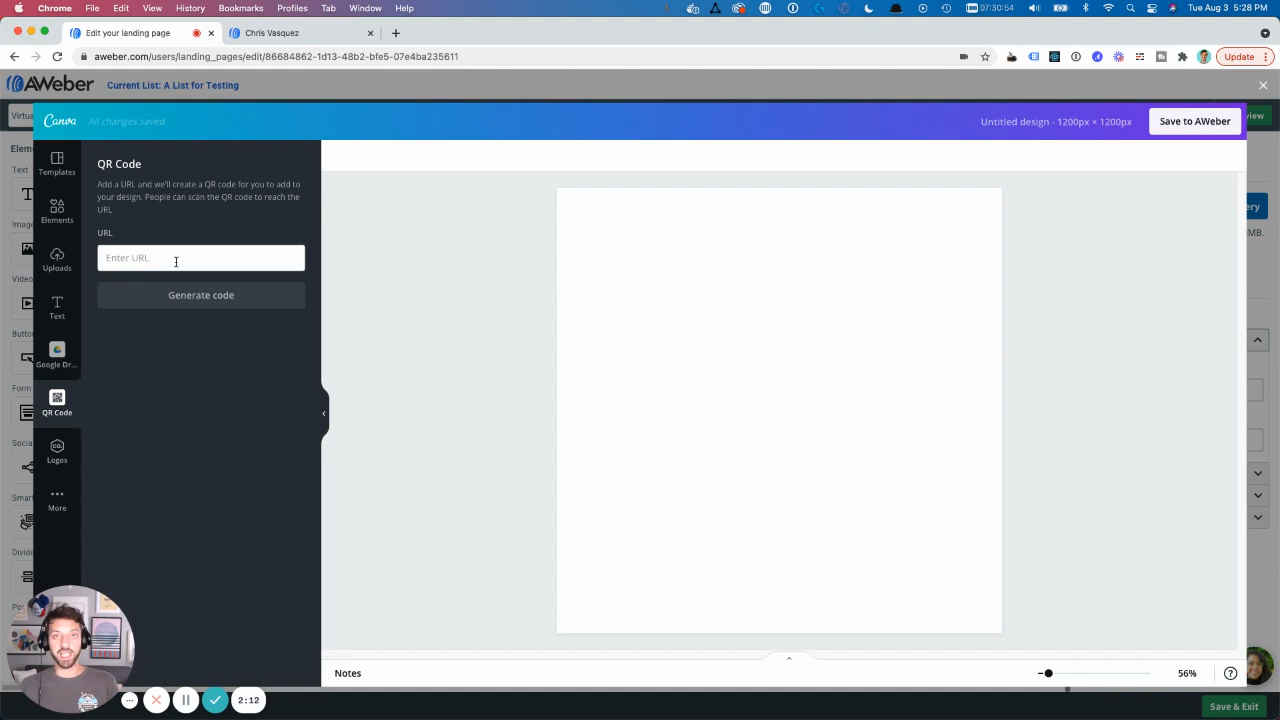 Chrome File Edit View History Bookmarks Profiles Tab Window Help 07:30:54 Tue Aug 3 5:28 PM
Edit your landing page Chris Vasquez
aweber.com/users/landing_pages/edit/86684862-1d13-48b2-bfe5-07e4ba235611 Update
AWeber Current List: A List for Testing
Canva All changes saved Untitled design - 1200px × 1200px Save to AWeber
Templates
Elements
Uploads
Text
Google Dr...
QR Code
Logos
More
QR Code
Add a URL and we'll create a QR code for you to add to
your design. People can scan the QR code to reach the
URL
URL
Enter URL
Generate code
Notes 56%
2:12
Save & Exit